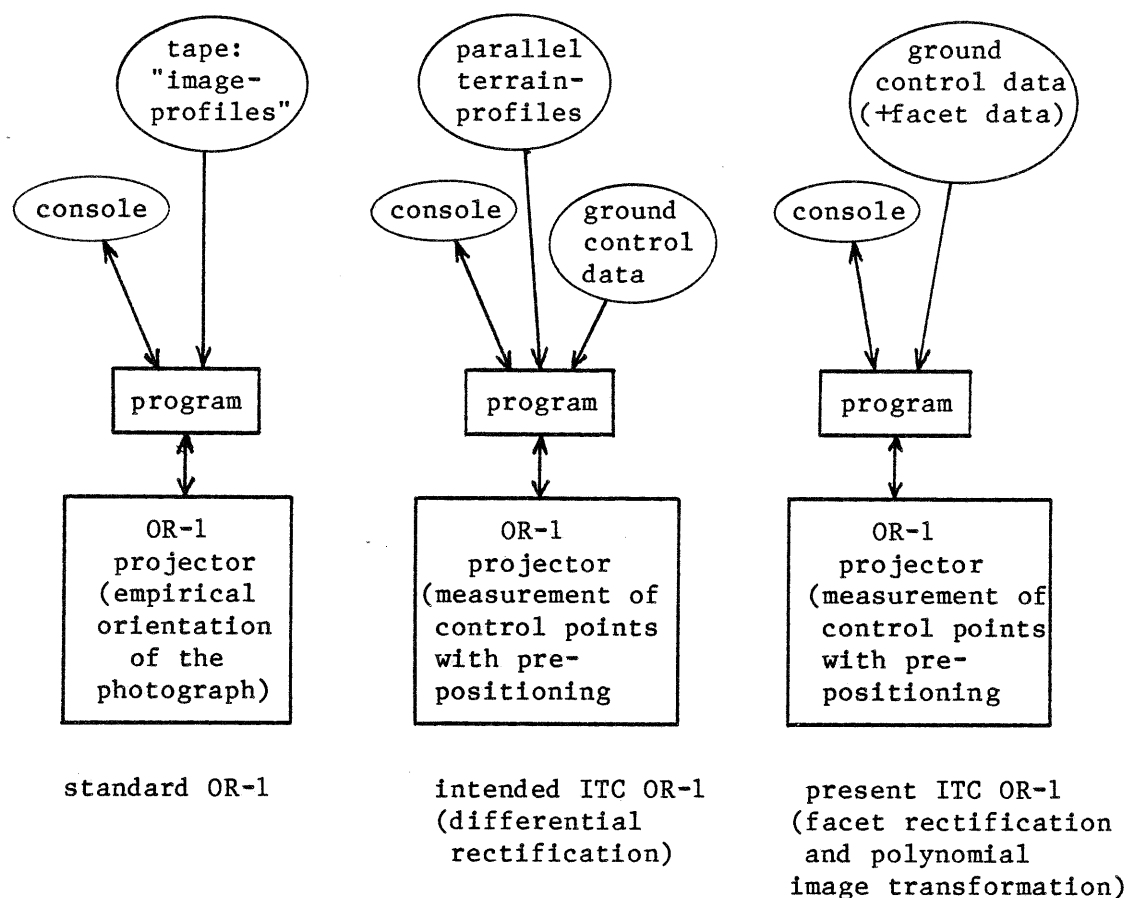 tape:
"image-
profiles"
console
program
OR-1
projector
(empirical
orientation
of the
photograph)
standard OR-1
parallel
terrain-
profiles
console
ground
control
data
program
OR-1
projector
(measurement of
control points
with pre-
positioning
intended ITC OR-1
(differential
rectification)
ground
control data
(+facet data)
console
program
OR-1
projector
(measurement of
control points
with pre-
positioning
present ITC OR-1
(facet rectification
and polynomial
image transformation)